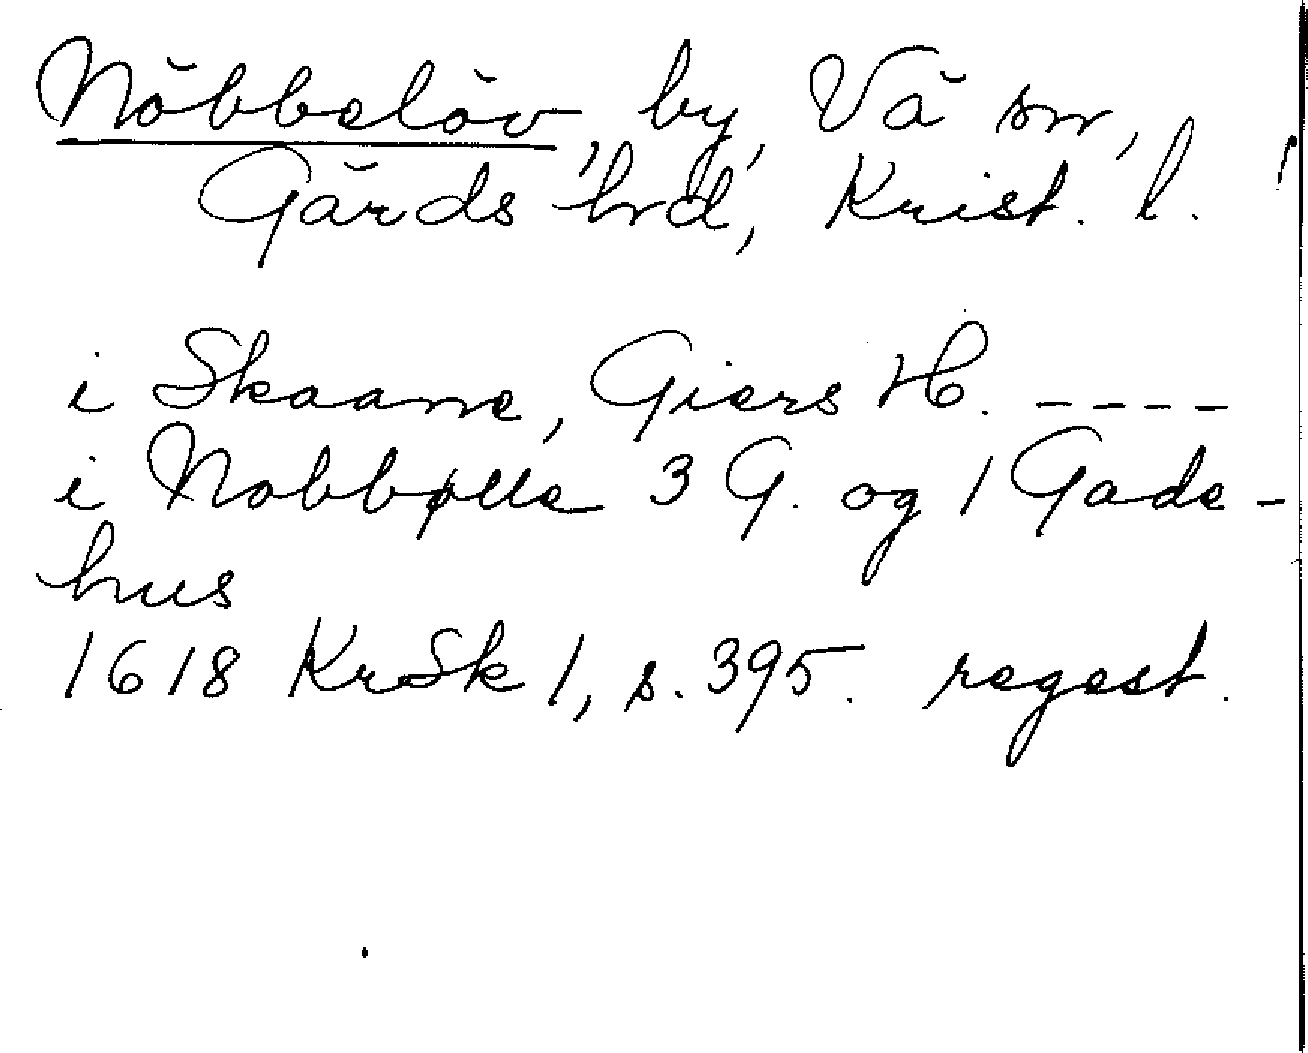 Nöbbelöv, by, Vä sn,
Gärds hrd, Krist. l.
i Skaane, Giers H. - - - -
i Nobbølle 3 G. og 1 Gade-
hus
1618 KrSk 1, s. 395. regest.